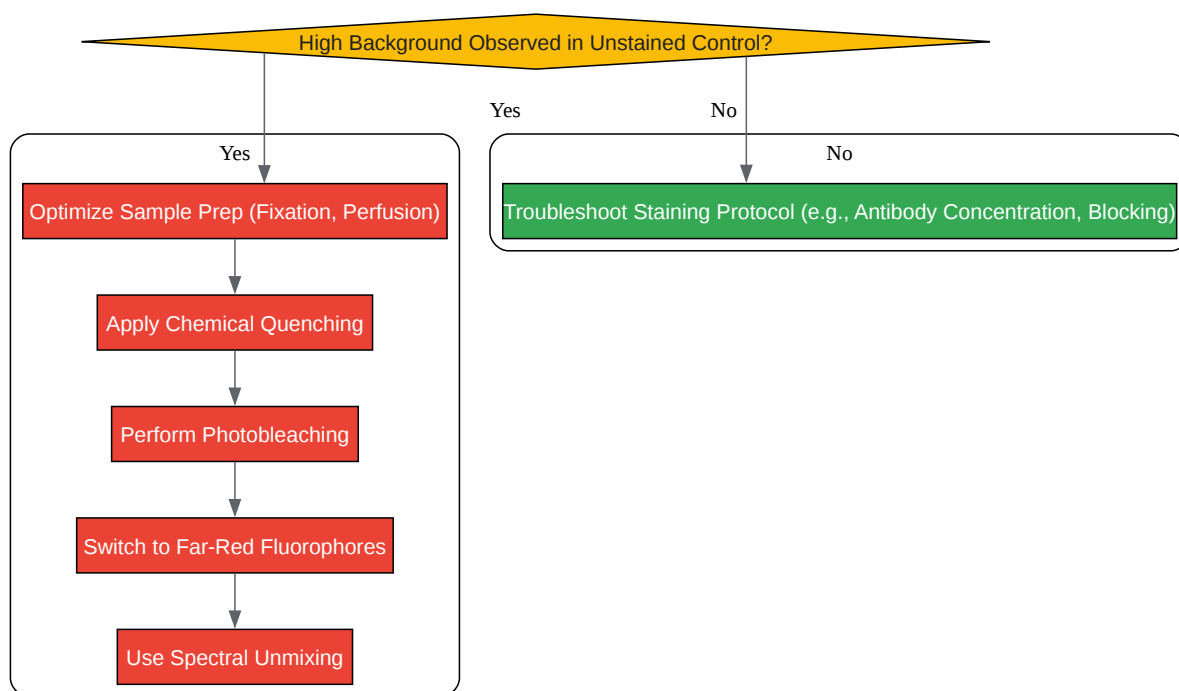 High Background Observed in Unstained Control?
Yes
No
Yes
No
Optimize Sample Prep (Fixation, Perfusion)
Troubleshoot Staining Protocol (e.g., Antibody Concentration, Blocking)
Apply Chemical Quenching
Perform Photobleaching
Switch to Far-Red Fluorophores
Use Spectral Unmixing